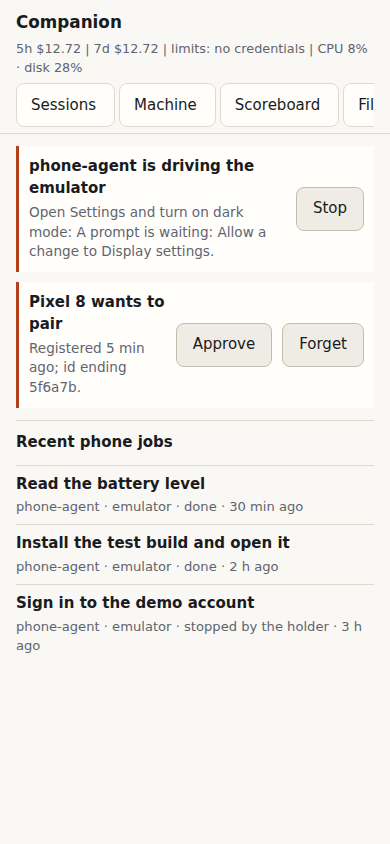 Companion
5h $12.72 | 7d $12.72 | limits: no credentials | CPU 8%
· disk 28%
Sessions Machine Scoreboard Fil
phone-agent is driving the
emulator
Open Settings and turn on dark
mode: A prompt is waiting: Allow a
change to Display settings.
Stop
Pixel 8 wants to
pair
Registered 5 min
ago; id ending
5f6a7b.
Approve Forget
Recent phone jobs
Read the battery level
phone-agent · emulator · done · 30 min ago
Install the test build and open it
phone-agent · emulator · done · 2 h ago
Sign in to the demo account
phone-agent · emulator · stopped by the holder · 3 h
ago